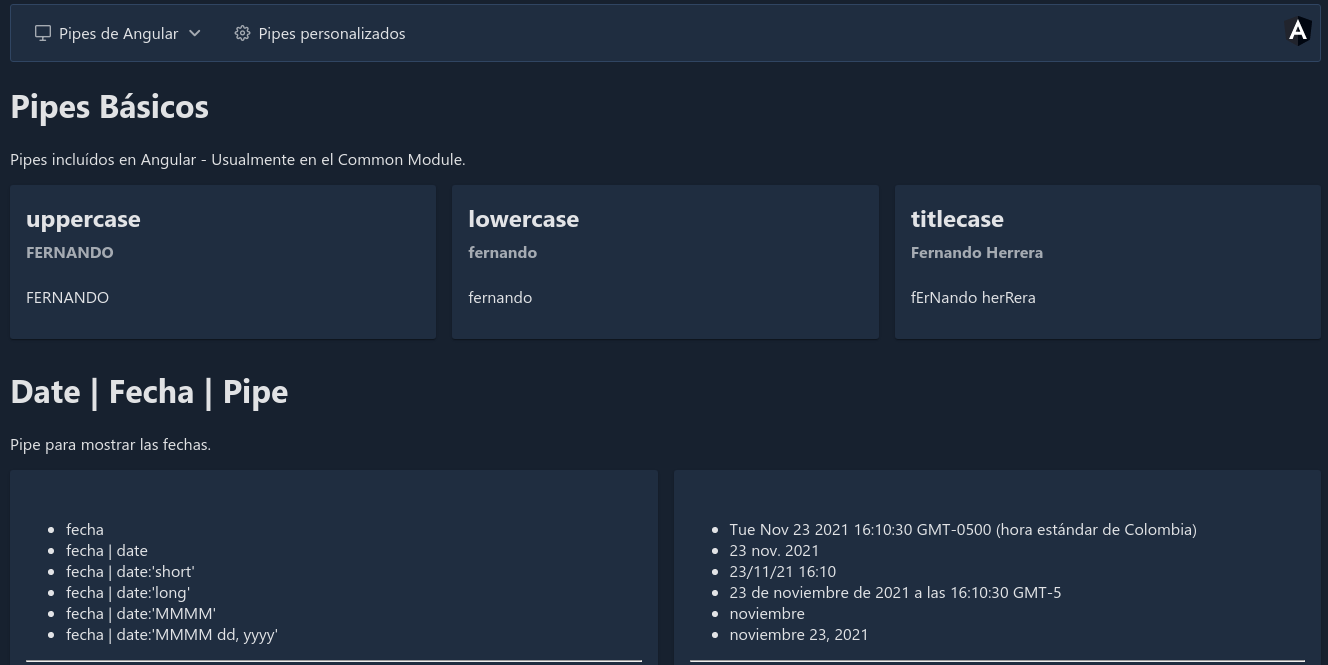 Pipes de Angular Pipes personalizados
Pipes Básicos
Pipes incluídos en Angular - Usualmente en el Common Module.
uppercase
FERNANDO
FERNANDO
lowercase
fernando
fernando
titlecase
Fernando Herrera
fErNando herRera
Date | Fecha | Pipe
Pipe para mostrar las fechas.
fecha
fecha | date
fecha | date:'short'
fecha | date:'long'
fecha | date:'MMMM'
fecha | date:'MMMM dd, yyyy'
Tue Nov 23 2021 16:10:30 GMT-0500 (hora estándar de Colombia)
23 nov. 2021
23/11/21 16:10
23 de noviembre de 2021 a las 16:10:30 GMT-5
noviembre
noviembre 23, 2021